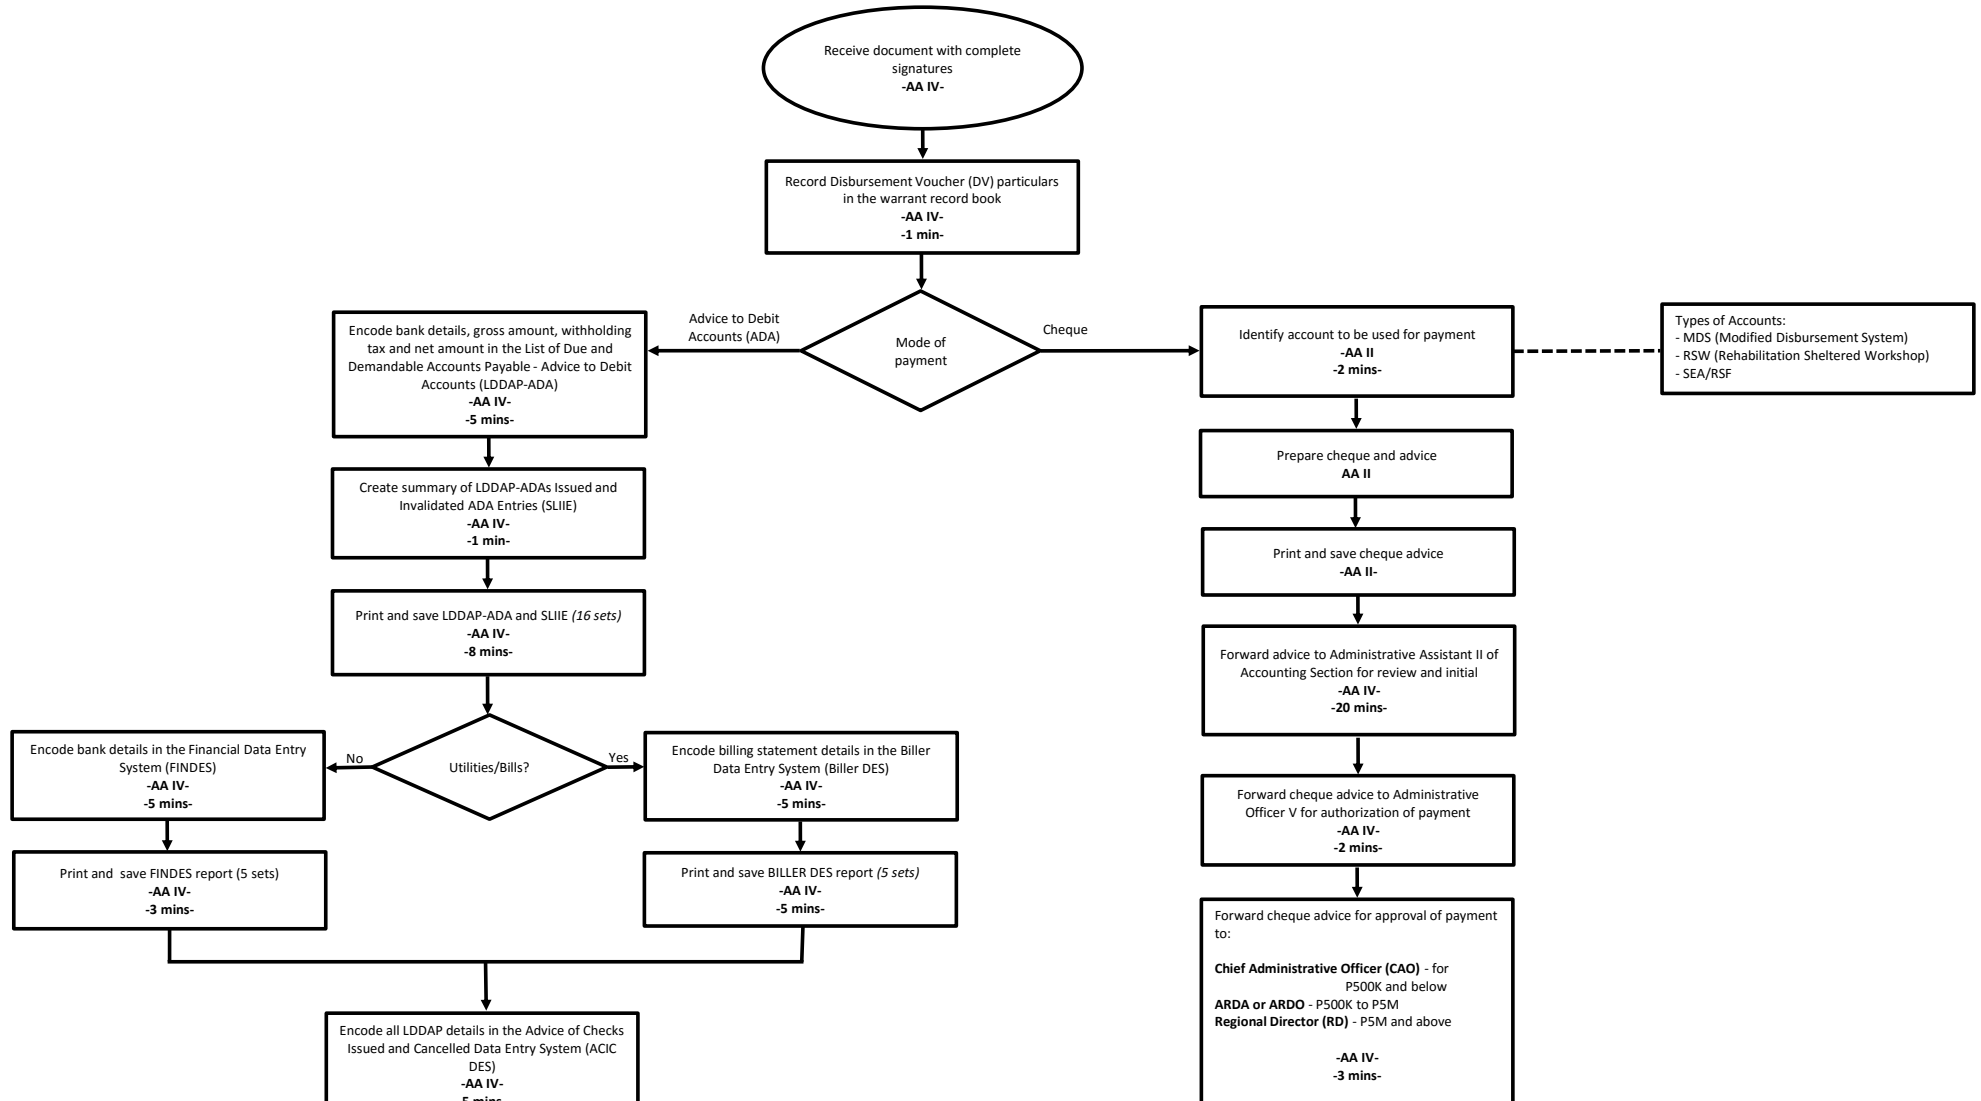 Receive document with complete
signatures
-AA IV-
Record Disbursement Voucher (DV) particulars
in the warrant record book
-AA IV-
-1 min-
Mode of
payment
Advice to Debit
Accounts (ADA)
Cheque
Encode bank details, gross amount, withholding
tax and net amount in the List of Due and
Demandable Accounts Payable - Advice to Debit
Accounts (LDDAP-ADA)
-AA IV-
-5 mins-
Create summary of LDDAP-ADAs Issued and
Invalidated ADA Entries (SLIIE)
-AA IV-
-1 min-
Print and save LDDAP-ADA and SLIIE (16 sets)
-AA IV-
-8 mins-
Utilities/Bills?
No
Yes
Encode bank details in the Financial Data Entry
System (FINDES)
-AA IV-
-5 mins-
Print and  save FINDES report (5 sets)
-AA IV-
-3 mins-
Encode billing statement details in the Biller
Data Entry System (Biller DES)
-AA IV-
-5 mins-
Print and save BILLER DES report (5 sets)
-AA IV-
-5 mins-
Encode all LDDAP details in the Advice of Checks
Issued and Cancelled Data Entry System (ACIC
DES)
-AA IV-
-5 mins-
Identify account to be used for payment
-AA II
-2 mins-
Types of Accounts:
- MDS (Modified Disbursement System)
- RSW (Rehabilitation Sheltered Workshop)
- SEA/RSF
Prepare cheque and advice
AA II
Print and save cheque advice
-AA II-
Forward advice to Administrative Assistant II of
Accounting Section for review and initial
-AA IV-
-20 mins-
Forward cheque advice to Administrative
Officer V for authorization of payment
-AA IV-
-2 mins-
Forward cheque advice for approval of payment
to:
Chief Administrative Officer (CAO) - for
P500K and below
ARDA or ARDO - P500K to P5M
Regional Director (RD) - P5M and above
-AA IV-
-3 mins-